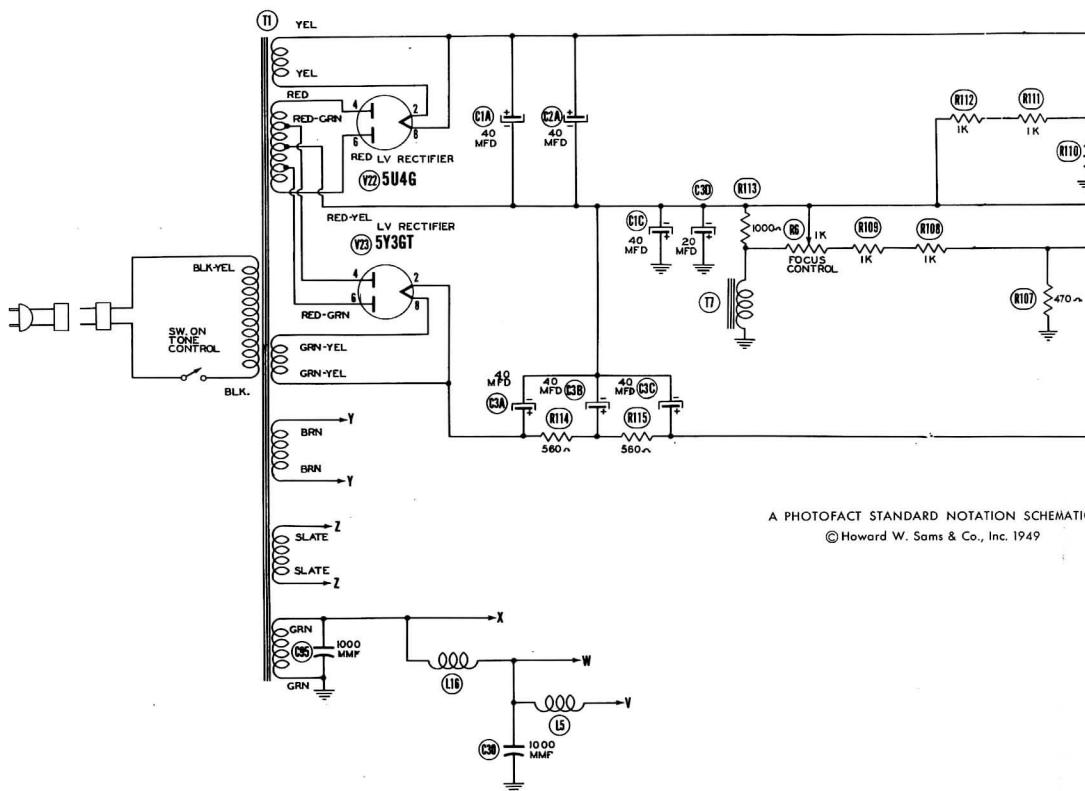 T1
YEL
YEL
RED
RED-GRN
4
2
6
8
RED
LV RECTIFIER
V22 5U4G
RED-YEL
LV RECTIFIER
V23 5Y3GT
4
2
6
8
RED-GRN
BLK-YEL
SW. ON
TONE
CONTROL
BLK.
GRN-YEL
GRN-YEL
BRN
BRN
Y
Y
SLATE
SLATE
Z
Z
GRN
GRN
C95
1000
MMF
X
L16
W
L5
V
C30
1000
MMF
C1A
40
MFD
C2A
40
MFD
C1C
40
MFD
C3D
20
MFD
R113
1000Ω
R6
1K
FOCUS
CONTROL
R109
1K
R108
1K
T7
R112
1K
R111
1K
R110
R107
470Ω
40
MFD
C3A
40
MFD
C3B
40
MFD
C3C
R114
560Ω
R115
560Ω
A PHOTOFACT STANDARD NOTATION SCHEMATI
© Howard W. Sams & Co., Inc. 1949